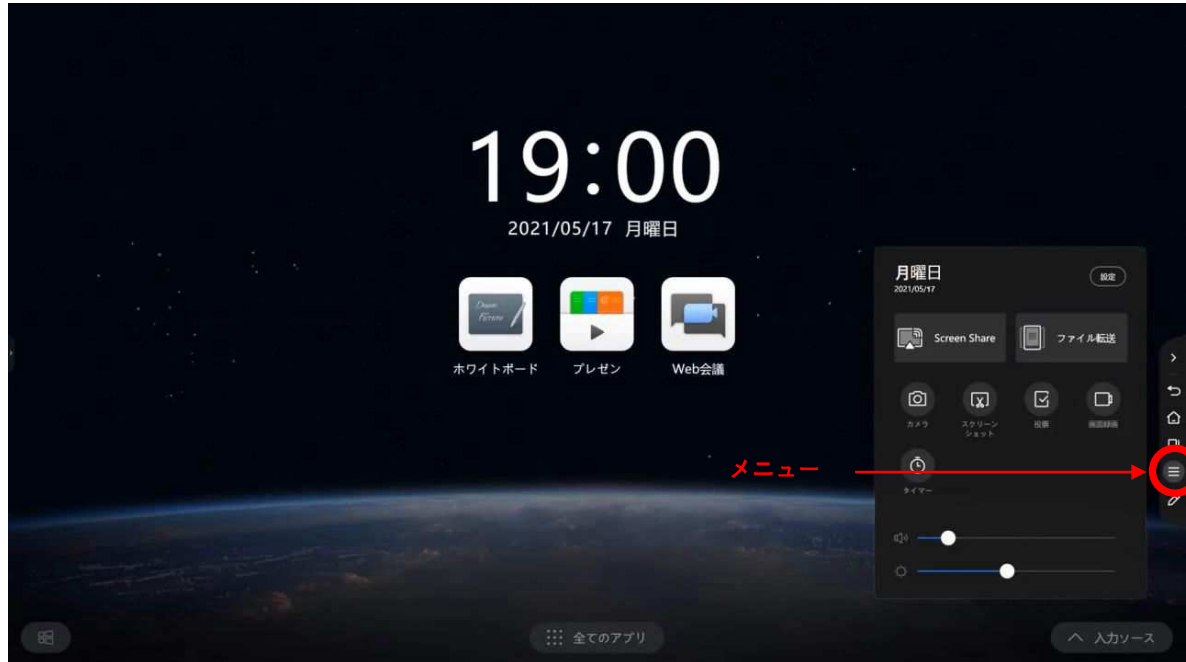 19:00
2021/05/17 月曜日
Dream
Future
ホワイトボード
プレゼン
Web会議
月曜日
2021/05/17
設定
Screen Share
ファイル転送
カメラ
スクリーン
ショット
投票
画面録画
タイマー
メニュー
全てのアプリ
入力ソース